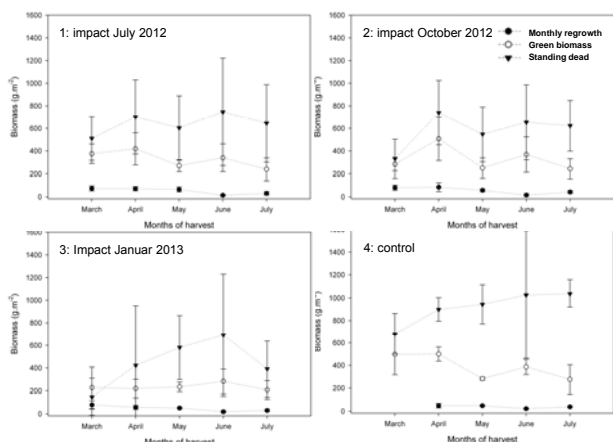 1: impact July 2012
Biomass (g.m⁻)
1600
1400
1200
1000
800
600
400
200
0
March April May June July
Months of harvest
2: impact October 2012
Monthly regrowth
Green biomass
Standing dead
Biomass (g.m⁻)
1600
1400
1200
1000
800
600
400
200
0
March April May June July
Months of harvest
3: Impact Januar 2013
Biomass (g.m⁻)
1600
1400
1200
1000
800
600
400
200
0
March April May June July
Months of harvest
4: control
Biomass (g.m⁻)
1600
1400
1200
1000
800
600
400
200
0
March April May June July
Months of harvest